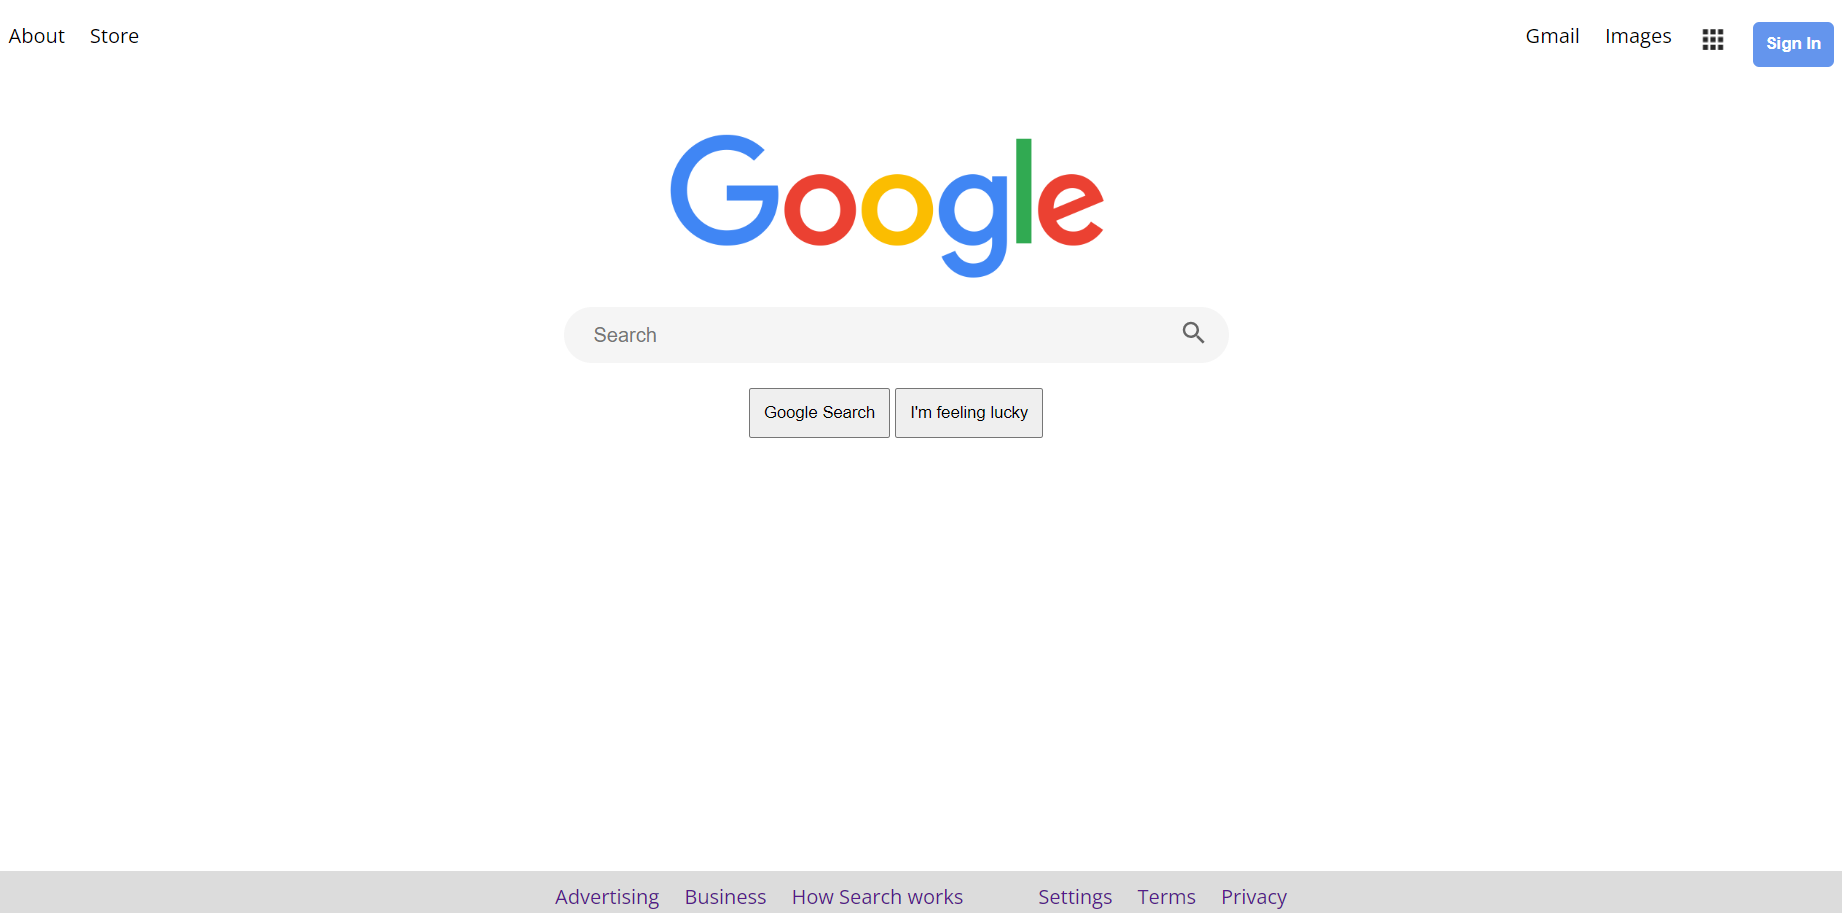 About Store Gmail Images Sign In
Google
Search
Google Search I'm feeling lucky
Advertising Business How Search works Settings Terms Privacy